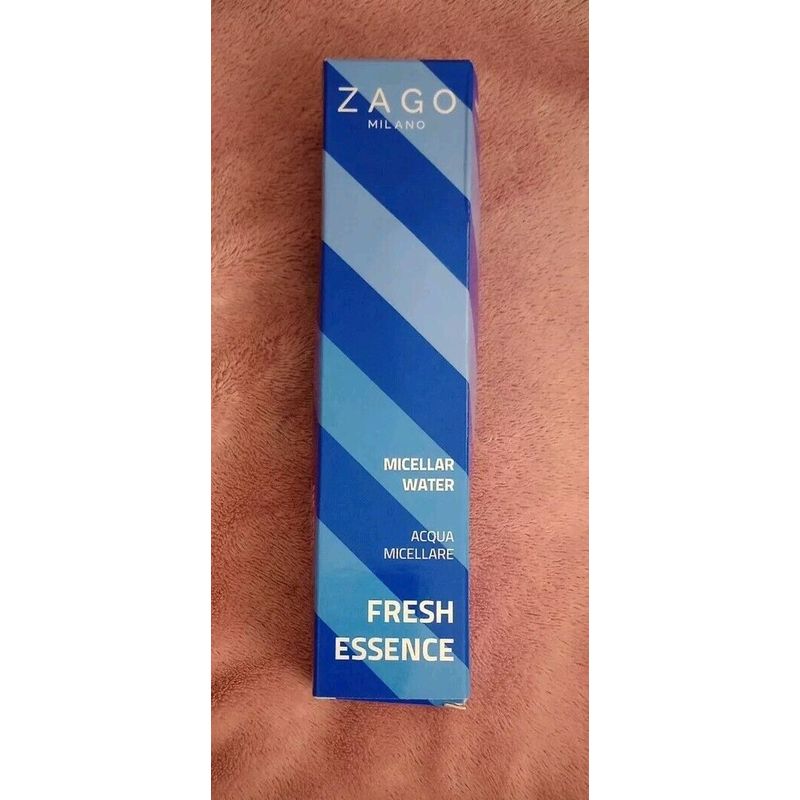 ZAGO
MILANO
MICELLAR
WATER
ACQUA
MICELLARE
FRESH
ESSENCE